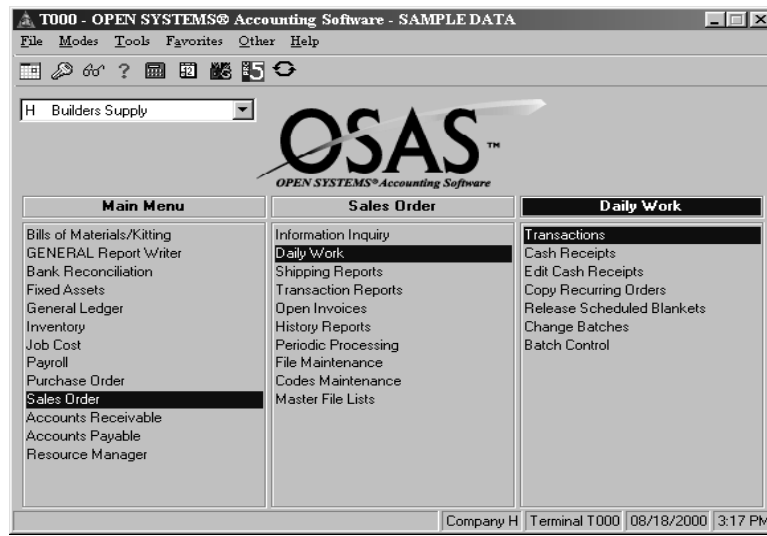 T000 - OPEN SYSTEMS® Accounting Software - SAMPLE DATA
File Modes Tools Favorites Other Help
H Builders Supply
OSAS™
OPEN SYSTEMS® Accounting Software
Main Menu
Bills of Materials/Kitting
GENERAL Report Writer
Bank Reconciliation
Fixed Assets
General Ledger
Inventory
Job Cost
Payroll
Purchase Order
Sales Order
Accounts Receivable
Accounts Payable
Resource Manager
Sales Order
Information Inquiry
Daily Work
Shipping Reports
Transaction Reports
Open Invoices
History Reports
Periodic Processing
File Maintenance
Codes Maintenance
Master File Lists
Daily Work
Transactions
Cash Receipts
Edit Cash Receipts
Copy Recurring Orders
Release Scheduled Blankets
Change Batches
Batch Control
Company H Terminal T000 08/18/2000 3:17 PM